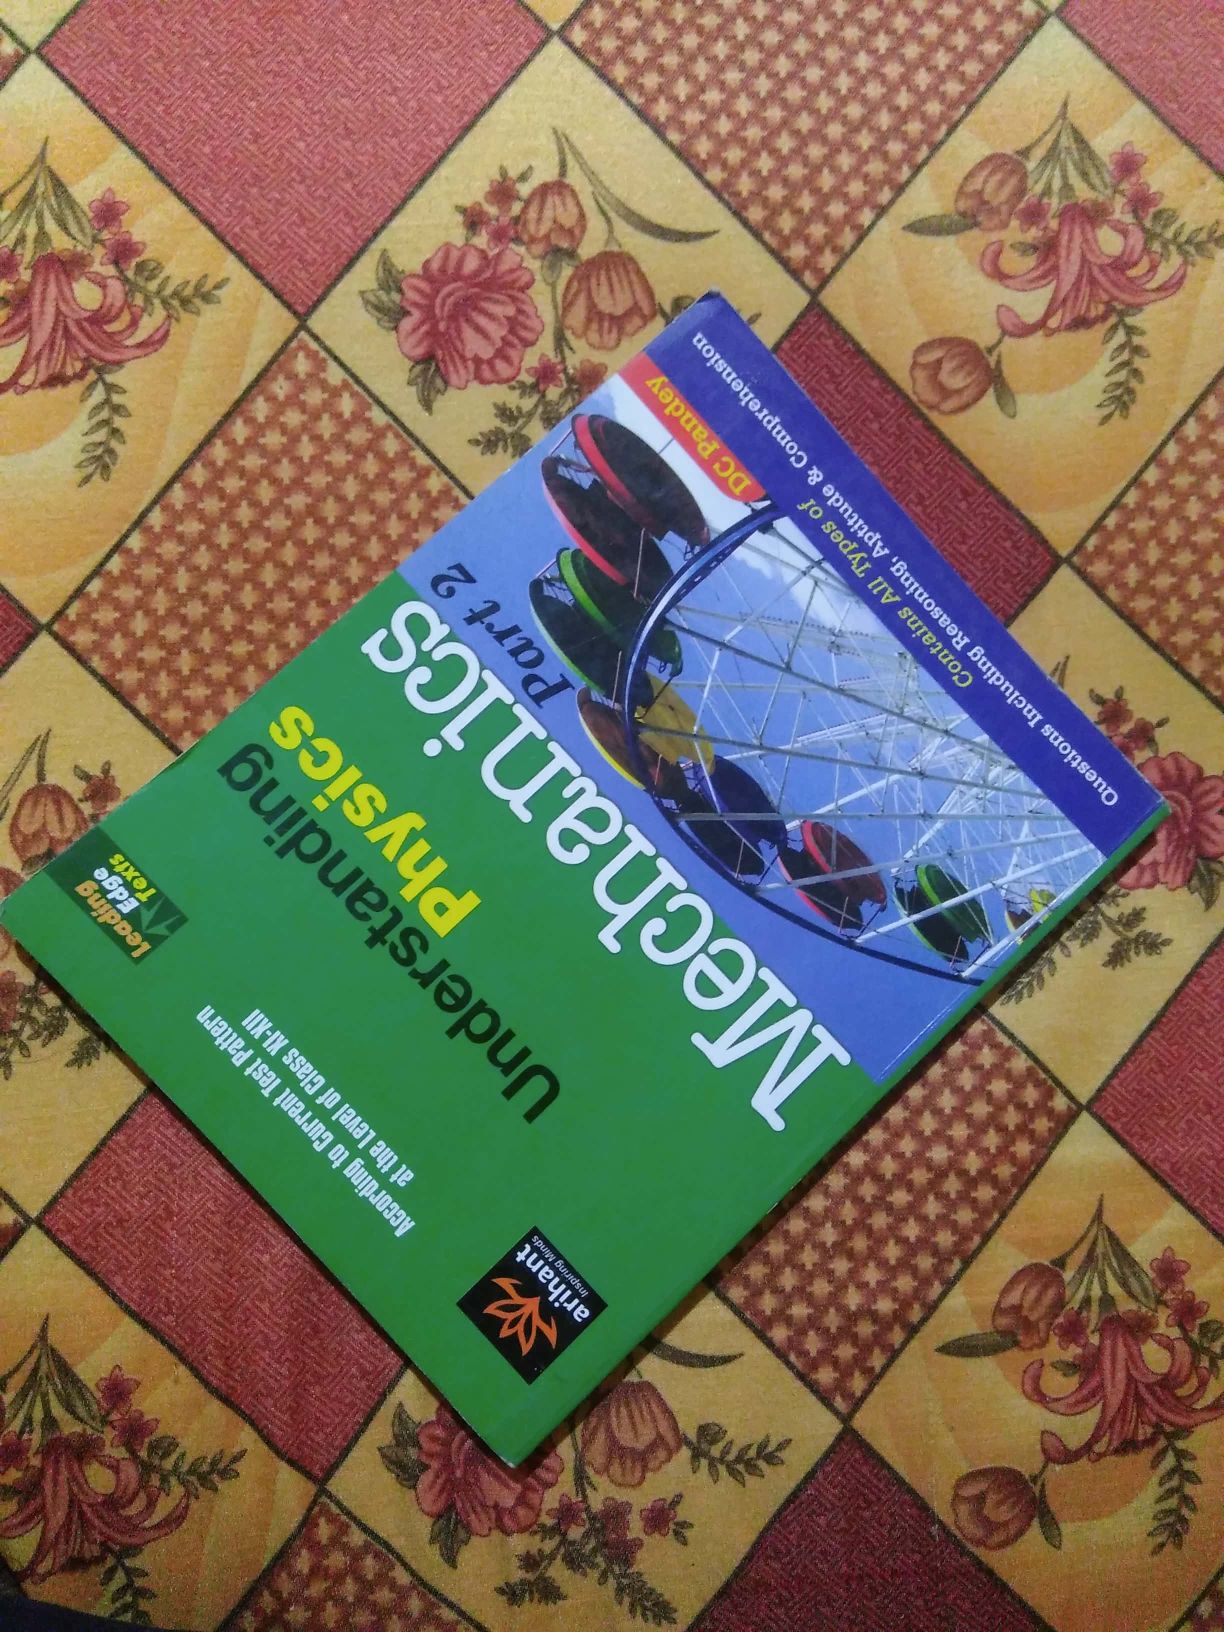 arihant
Inspiring Minds
According to Current Test Pattern
at the Level of Class XI-XII
Leading
Edge
Texts
Understanding
Physics
Mechanics
Part 2
DC Pandey
Contains All Types of
Questions Including Reasoning, Aptitude & Comprehension